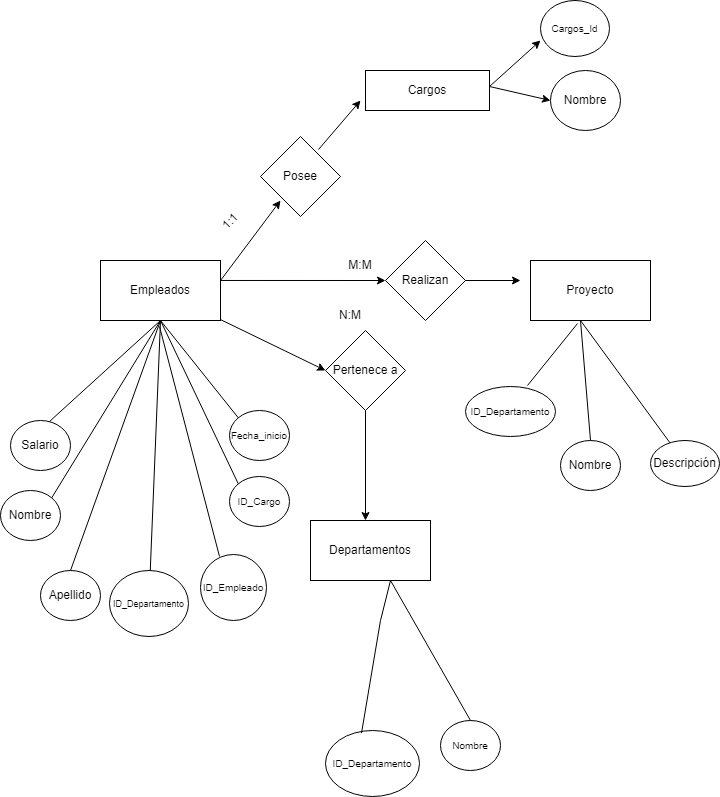 Cargos_Id
Cargos
Nombre
Posee
1:1
M:M
Realizan
Empleados
Proyecto
N:M
Pertenece a
ID_Departamento
Fecha_inicio
Salario
Nombre
Descripción
ID_Cargo
Nombre
Departamentos
ID_Empleado
Apellido
ID_Departamento
Nombre
ID_Departamento